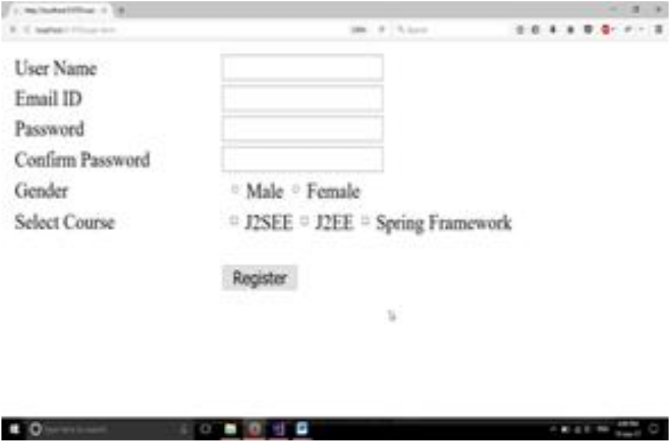 User Name
Email ID
Password
Confirm Password
Gender Male Female
Select Course J2SEE J2EE Spring Framework
Register